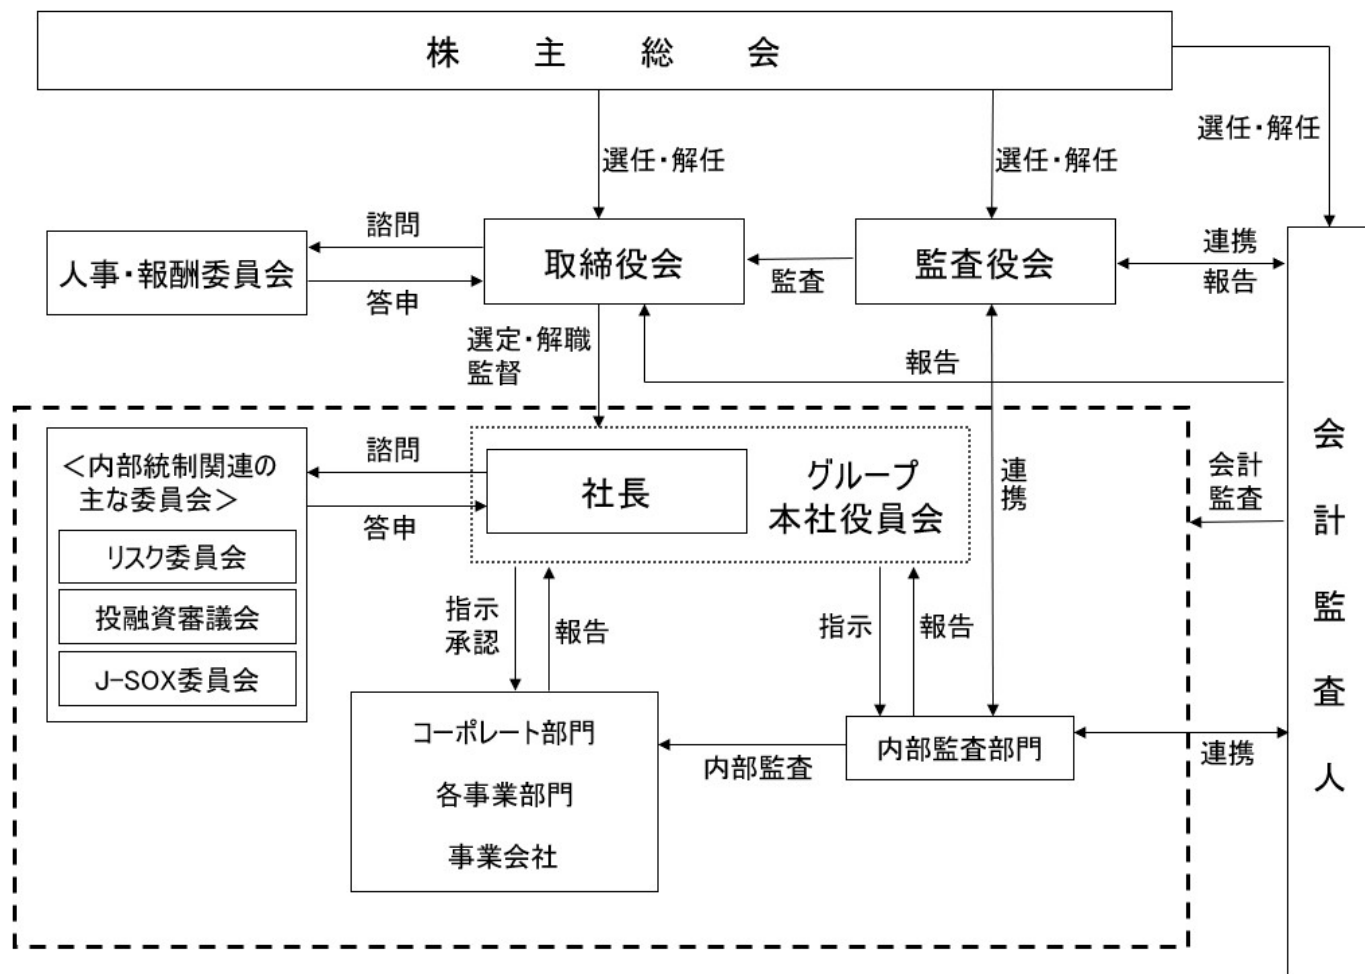 株主総会
選任・解任
選任・解任
選任・解任
人事・報酬委員会
諮問
答申
取締役会
監査
監査役会
連携
報告
選定・解職
監督
報告
＜内部統制関連の
主な委員会＞
リスク委員会
投融資審議会
J-SOX委員会
諮問
答申
社長
グループ
本社役員会
連携
会計
監査
会計監査人
指示
承認
報告
指示
報告
コーポレート部門
各事業部門
事業会社
内部監査
内部監査部門
連携